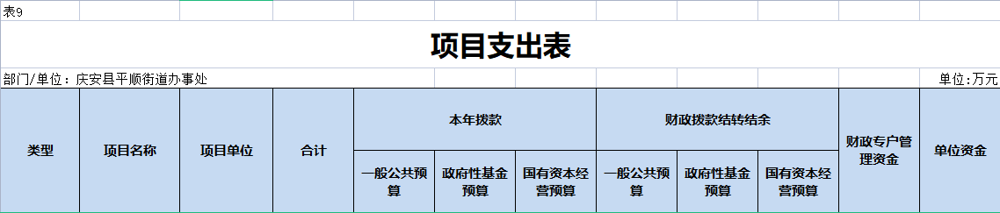 表9
项目支出表
部门/单位：庆安县平顺街道办事处
单位:万元
类型
项目名称
项目单位
合计
本年拨款
财政拨款结转结余
财政专户管
理资金
单位资金
一般公共预
算
政府性基金
预算
国有资本经
营预算
一般公共预
算
政府性基金
预算
国有资本经
营预算